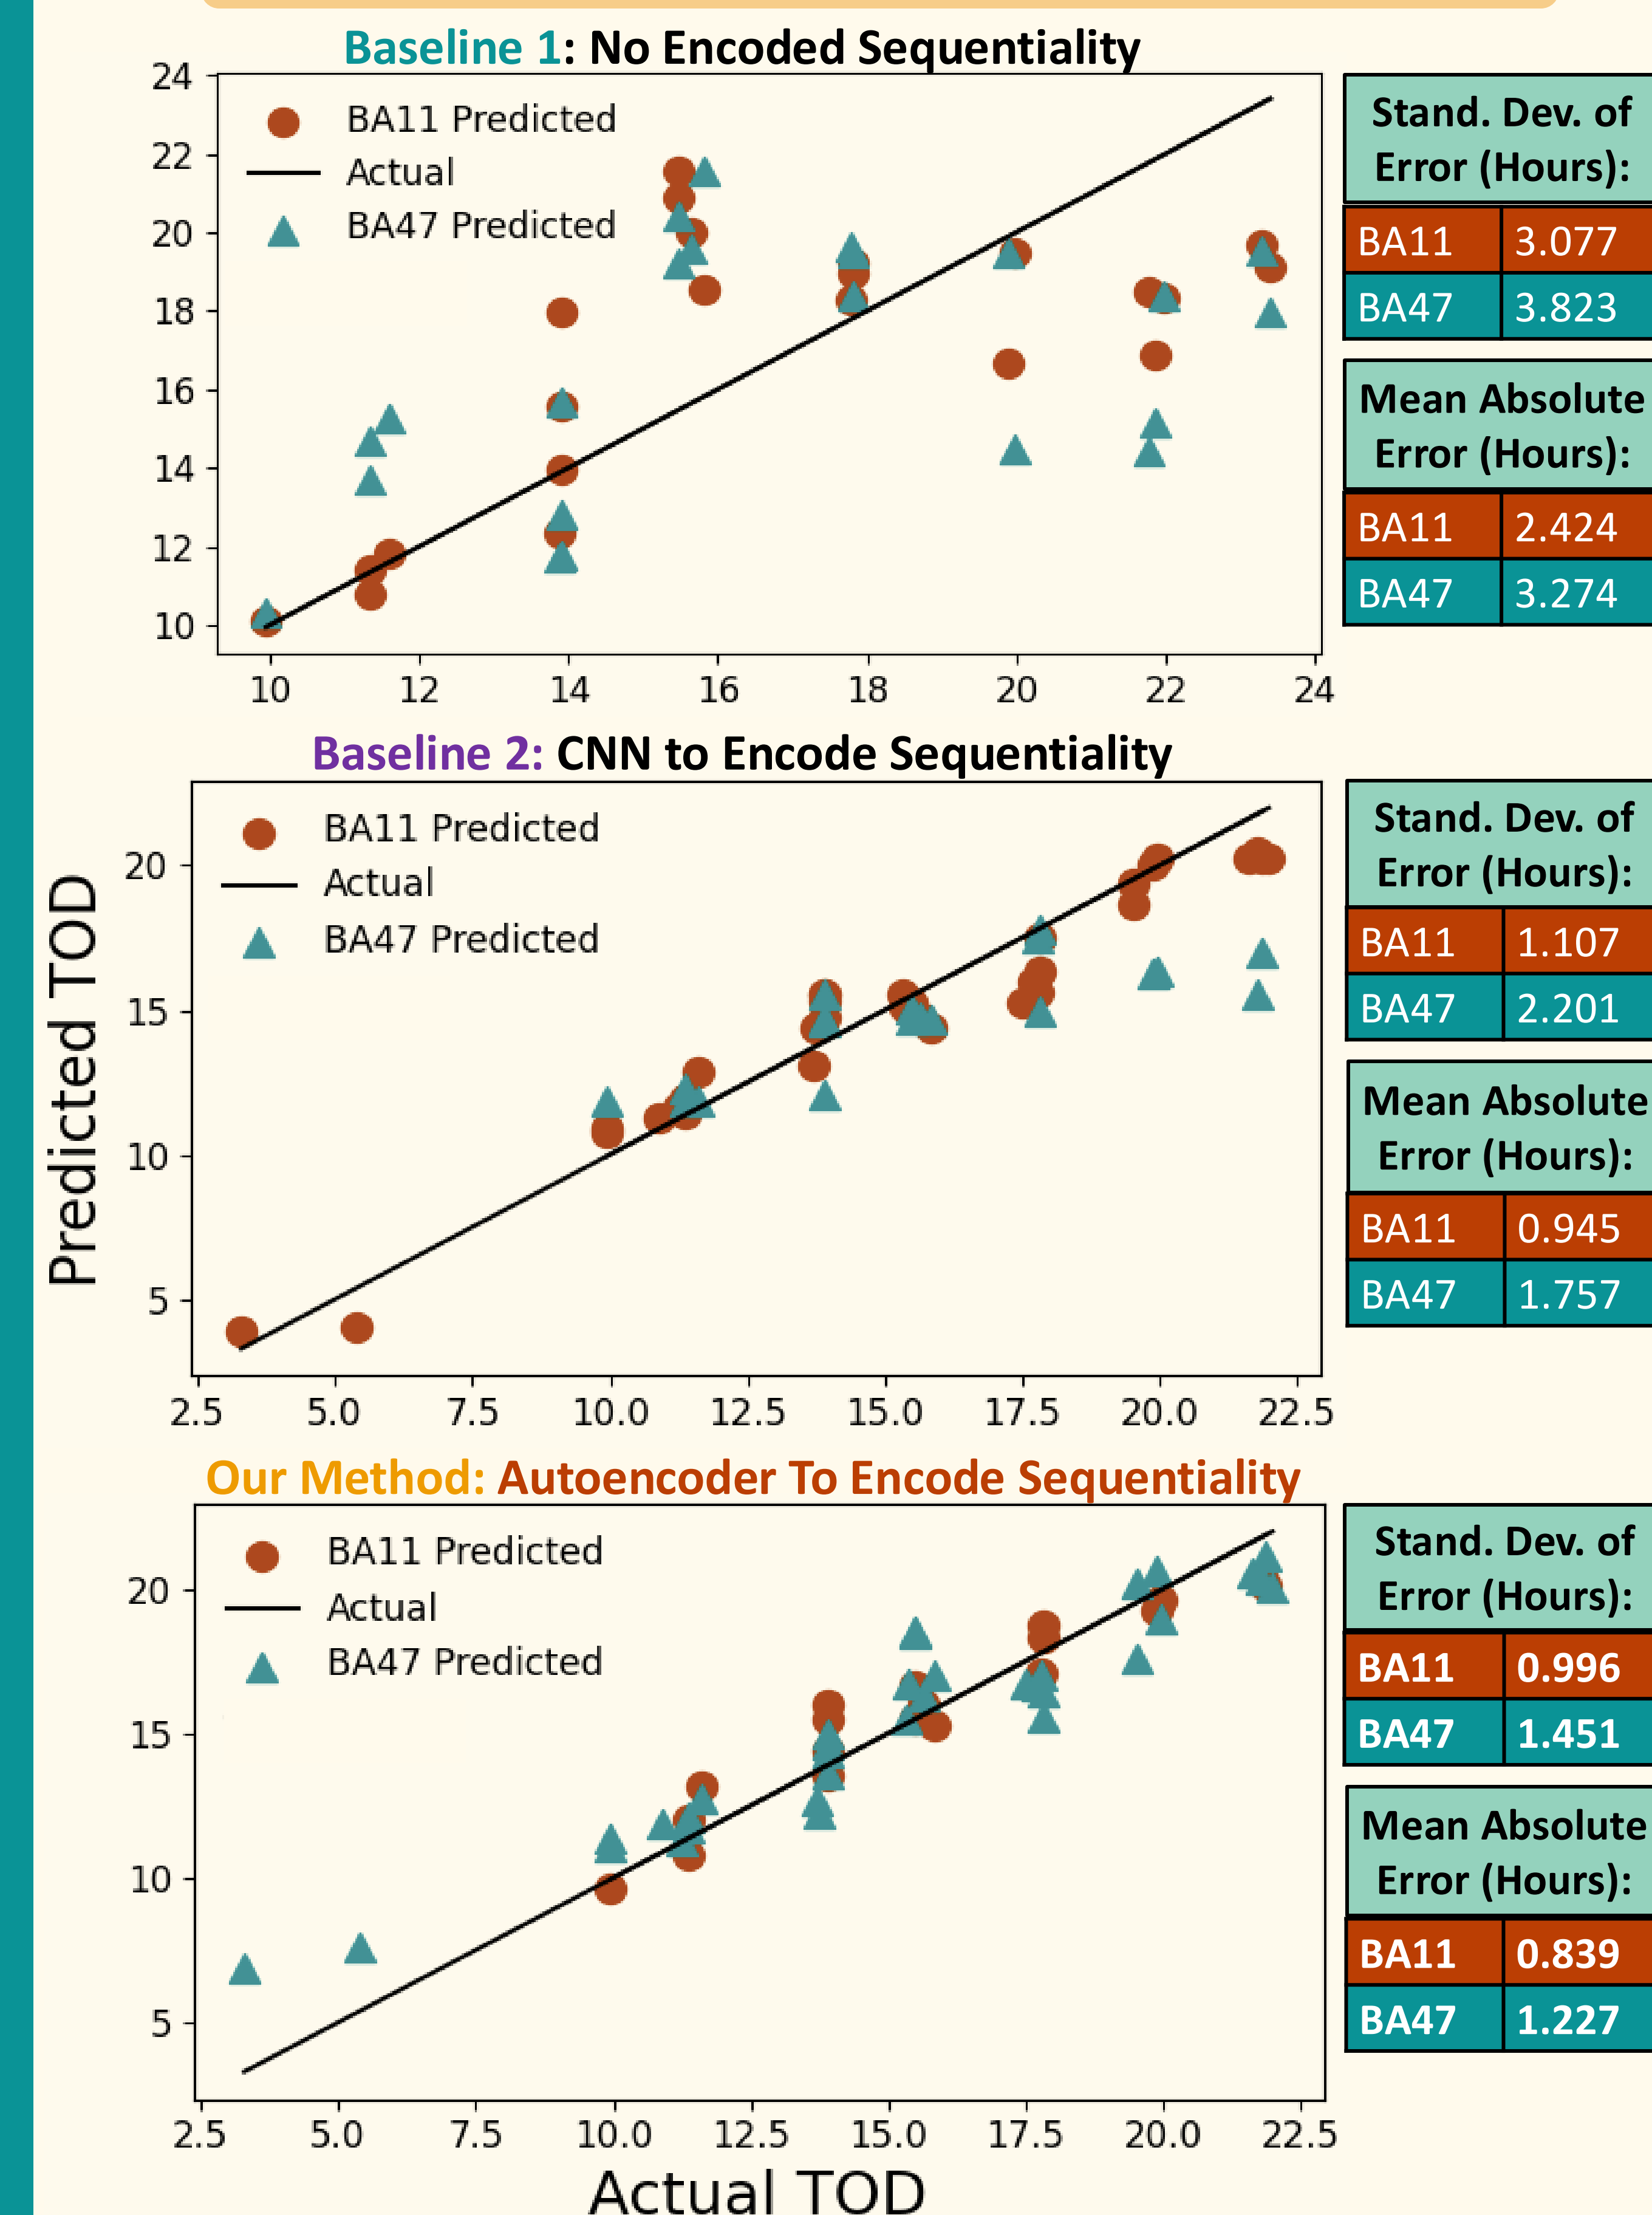 Baseline 1: No Encoded Sequentiality
24
22
20
18
16
14
12
10
BA11 Predicted
Actual
BA47 Predicted
10 12 14 16 18 20 22 24
Stand. Dev. of
Error (Hours):
BA11 3.077
BA47 3.823
Mean Absolute
Error (Hours):
BA11 2.424
BA47 3.274
Baseline 2: CNN to Encode Sequentiality
Predicted TOD
20
15
10
5
BA11 Predicted
Actual
BA47 Predicted
2.5 5.0 7.5 10.0 12.5 15.0 17.5 20.0 22.5
Stand. Dev. of
Error (Hours):
BA11 1.107
BA47 2.201
Mean Absolute
Error (Hours):
BA11 0.945
BA47 1.757
Our Method: Autoencoder To Encode Sequentiality
20
15
10
5
BA11 Predicted
Actual
BA47 Predicted
2.5 5.0 7.5 10.0 12.5 15.0 17.5 20.0 22.5
Actual TOD
Stand. Dev. of
Error (Hours):
BA11 0.996
BA47 1.451
Mean Absolute
Error (Hours):
BA11 0.839
BA47 1.227